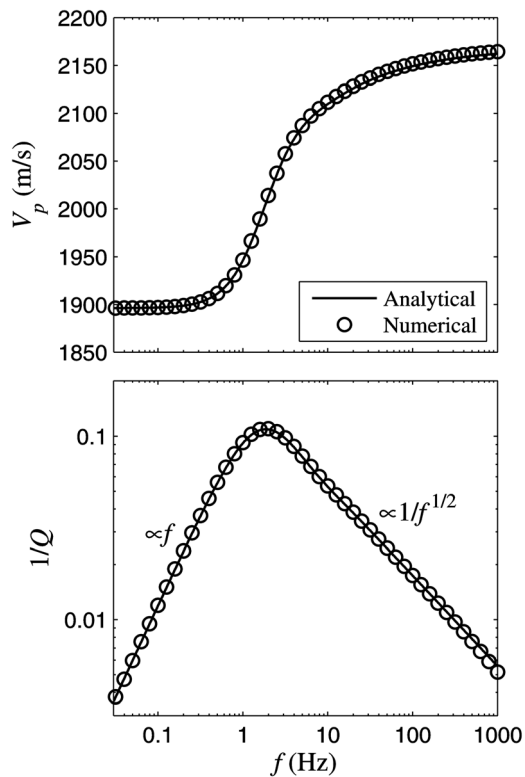 2200
2150
2100
2050
2000
1950
1900
1850
V_p (m/s)
Analytical
Numerical
0.1
0.01
1/Q
∝f
∝1/f^{1/2}
0.1
1
10
100
1000
f (Hz)